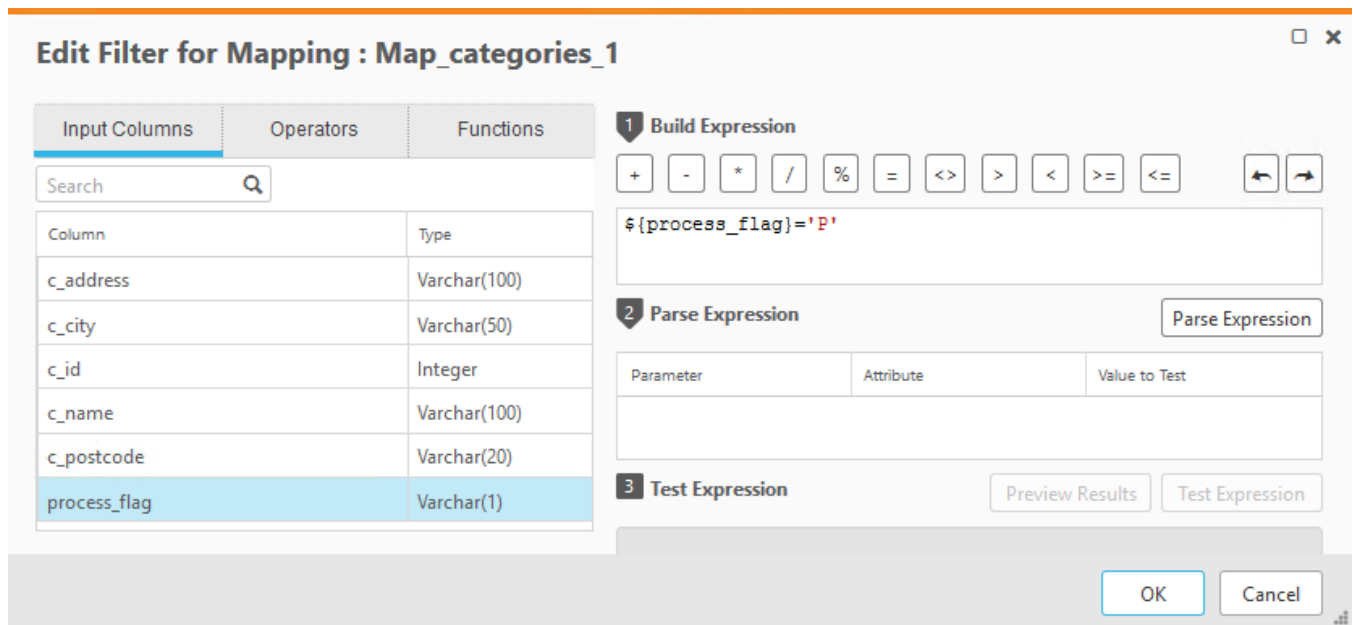 Edit Filter for Mapping : Map_categories_1
Input Columns Operators Functions
Search
Column Type
c_address Varchar(100)
c_city Varchar(50)
c_id Integer
c_name Varchar(100)
c_postcode Varchar(20)
process_flag Varchar(1)
1 Build Expression
+ - * / % = <> > < >= <=
${process_flag}='P'
2 Parse Expression
Parse Expression
Parameter Attribute Value to Test
3 Test Expression
Preview Results Test Expression
OK Cancel